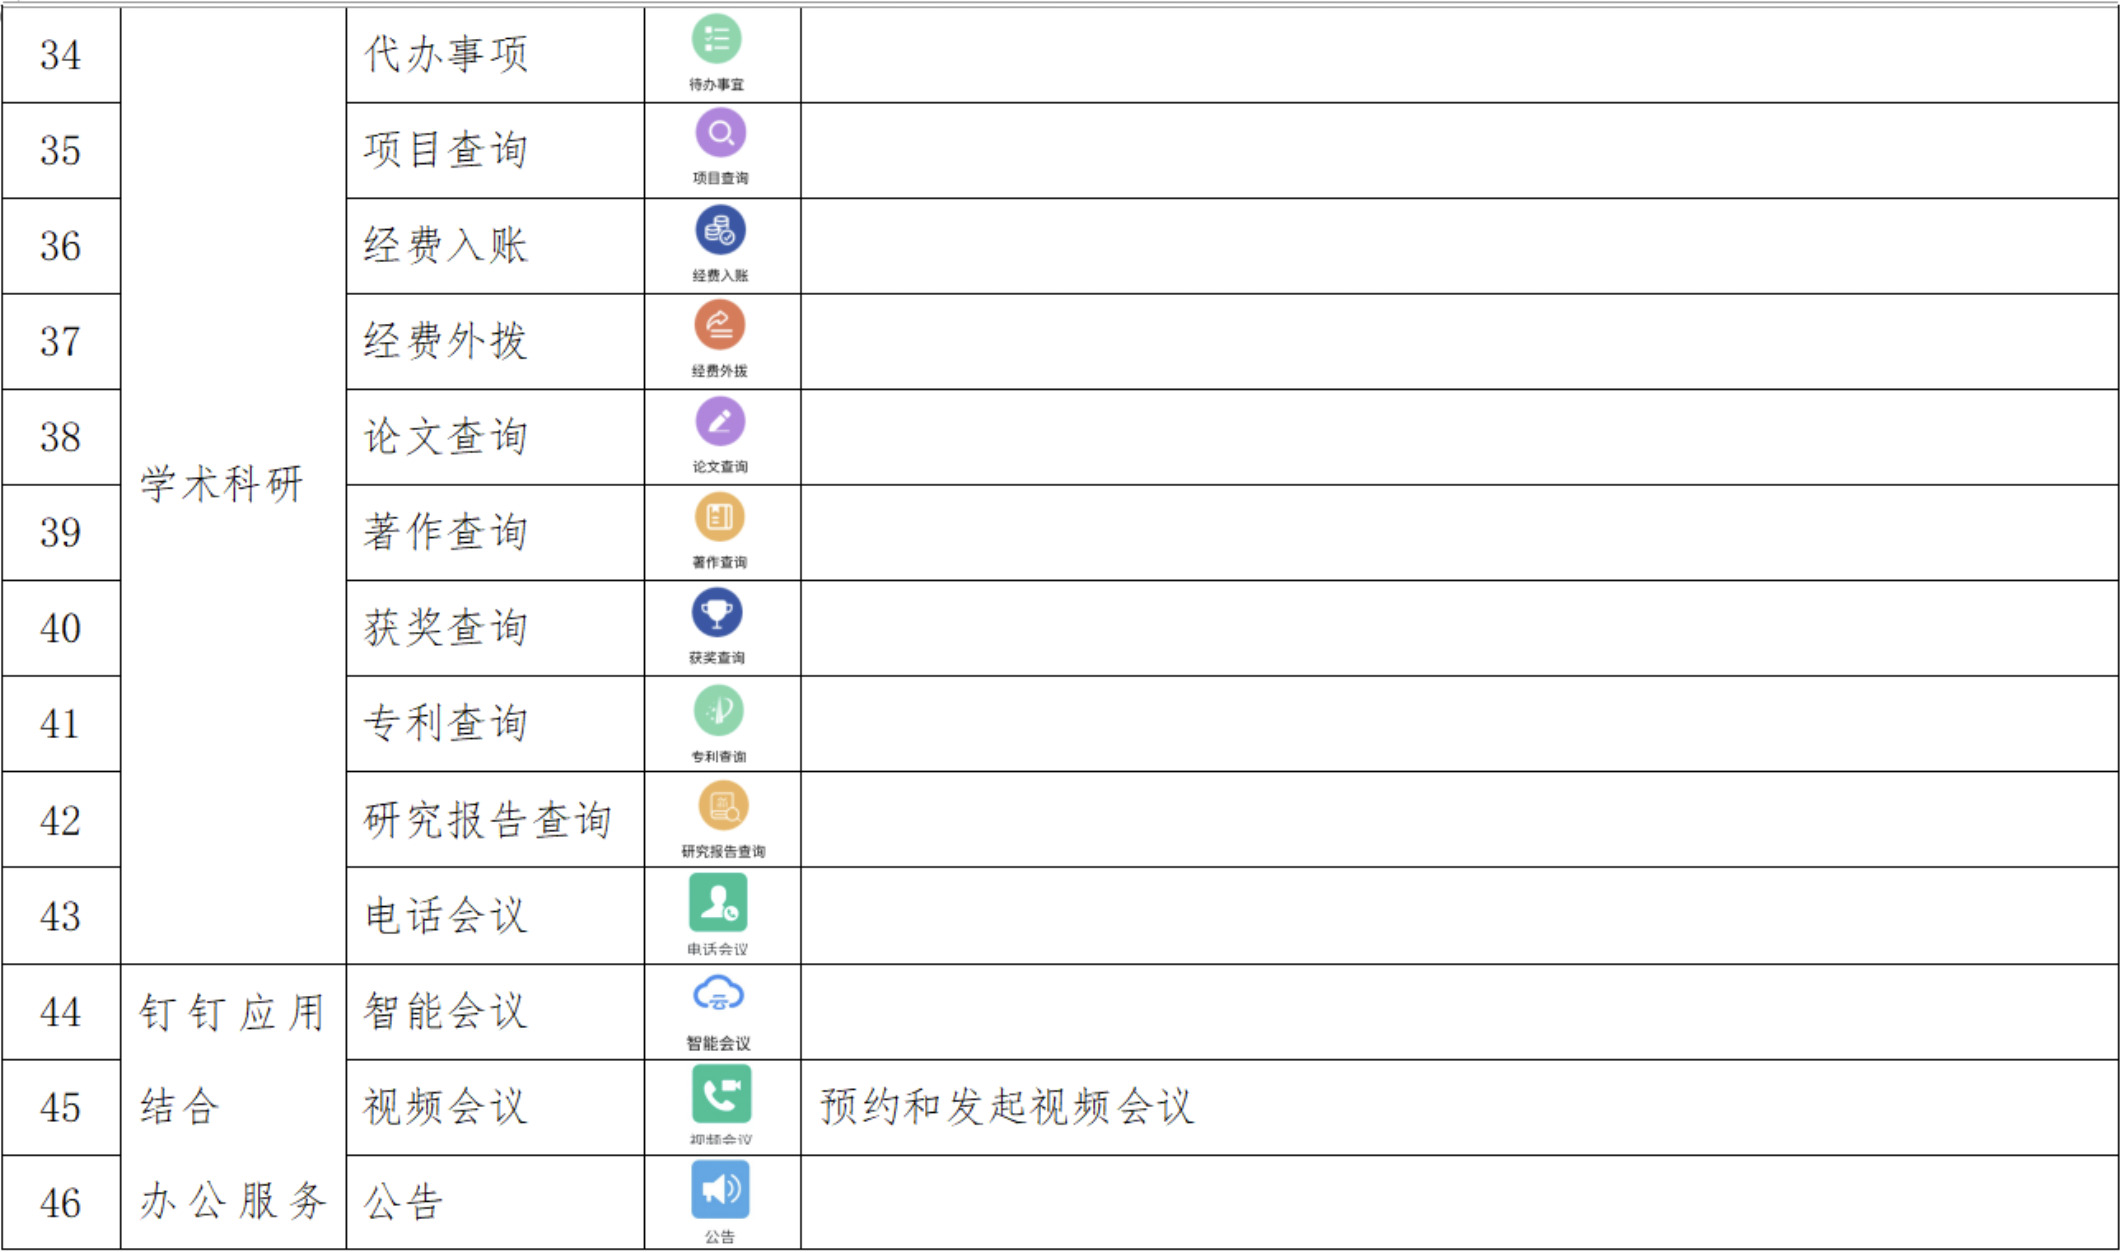 34
代办事项
待办事宜
35
项目查询
项目查询
36
经费入账
经费入账
37
经费外拨
经费外拨
38
论文查询
论文查询
学术科研
39
著作查询
著作查询
40
获奖查询
获奖查询
41
专利查询
专利查询
42
研究报告查询
研究报告查询
43
电话会议
电话会议
44
钉钉应用
智能会议
云
智能会议
45
结合
视频会议
预约和发起视频会议
视频会议
46
办公服务
公告
公告